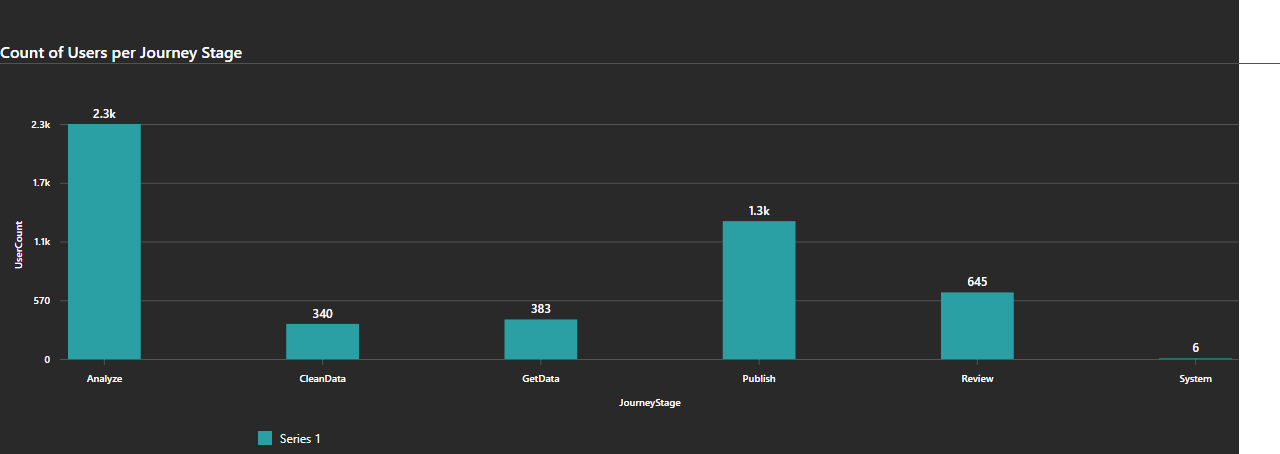 Count of Users per Journey Stage
2.3k
2.3k
1.7k
1.3k
UserCount
1.1k
645
570
340
383
6
0
Analyze CleanData GetData Publish Review System
JourneyStage
Series 1